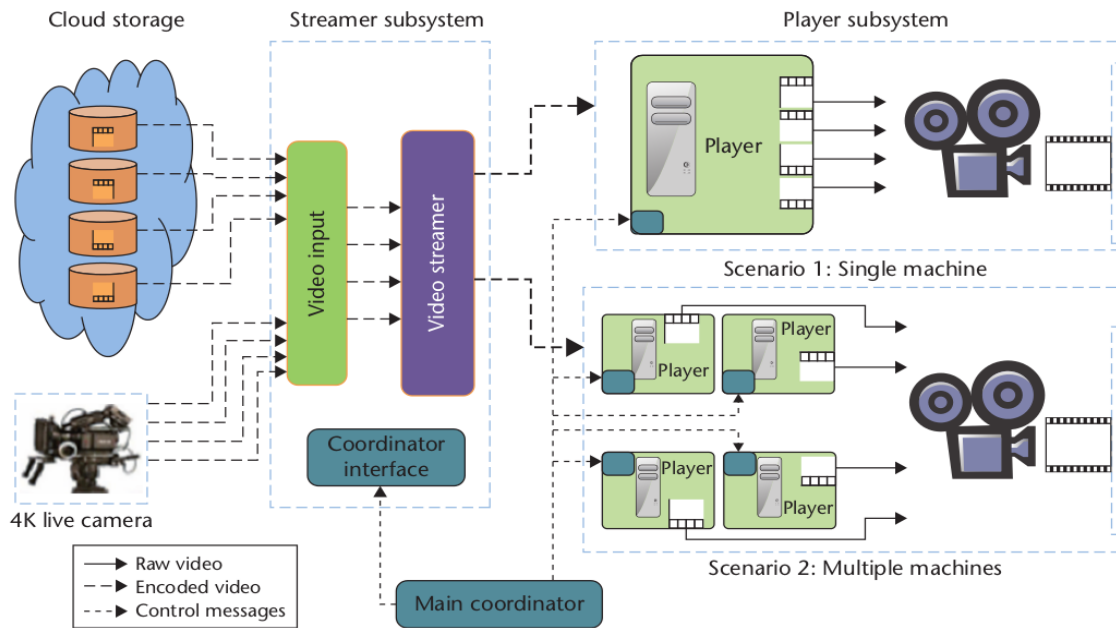 Cloud storage
Streamer subsystem
Player subsystem
Video input
Video streamer
Player
Scenario 1: Single machine
Player
Player
Coordinator
interface
Player
Player
4K live camera
Scenario 2: Multiple machines
Raw video
Encoded video
Control messages
Main coordinator